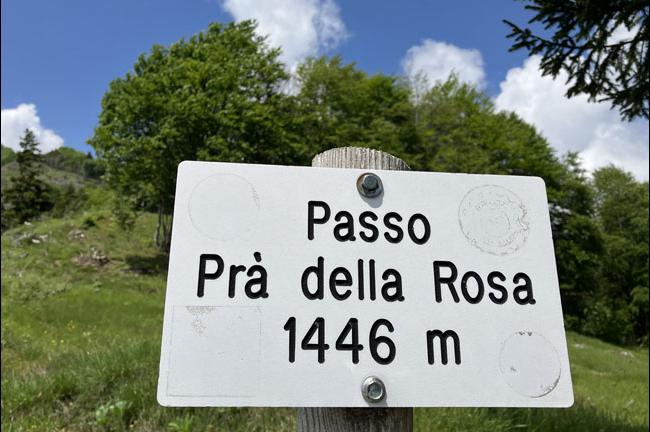 Passo
Prà della Rosa
1446 m